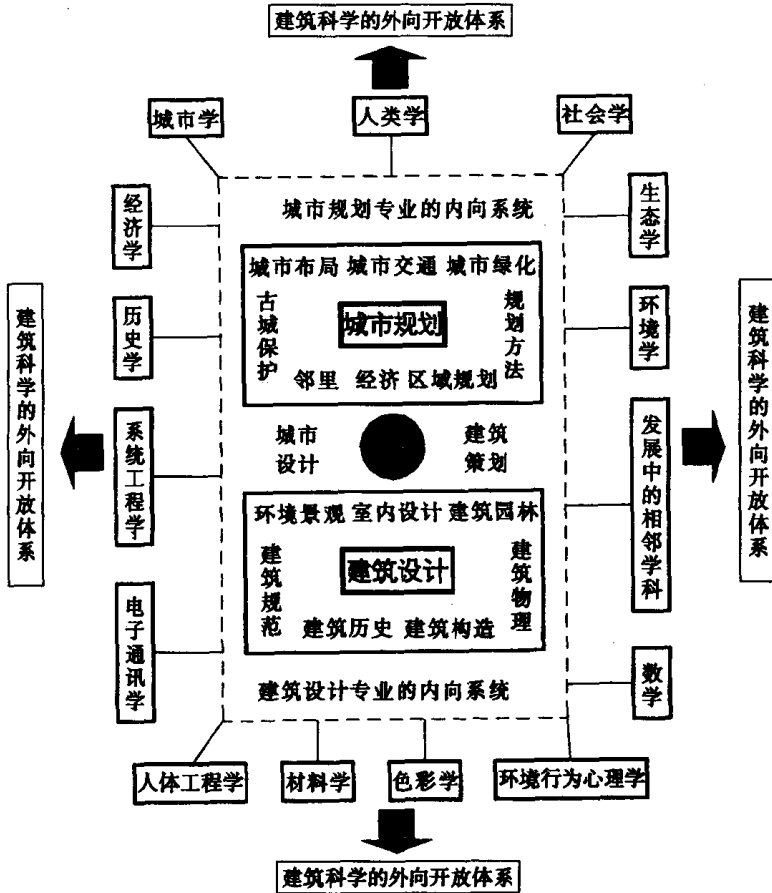 建筑科学的外向开放体系
城市学
人类学
社会学
城市规划专业的内向系统
经济学
生态学
城市布局 城市交通 城市绿化
古城保护
城市规划
规划方法
邻里 经济 区域规划
历史学
环境学
建筑科学的外向开放体系
建筑科学的外向开放体系
城市
设计
建筑
策划
系统工程学
发展中的相邻学科
环境景观 室内设计 建筑园林
建筑规范
建筑设计
建筑物理
建筑历史 建筑构造
电子通讯学
数学
建筑设计专业的内向系统
人体工程学
材料学
色彩学
环境行为心理学
建筑科学的外向开放体系